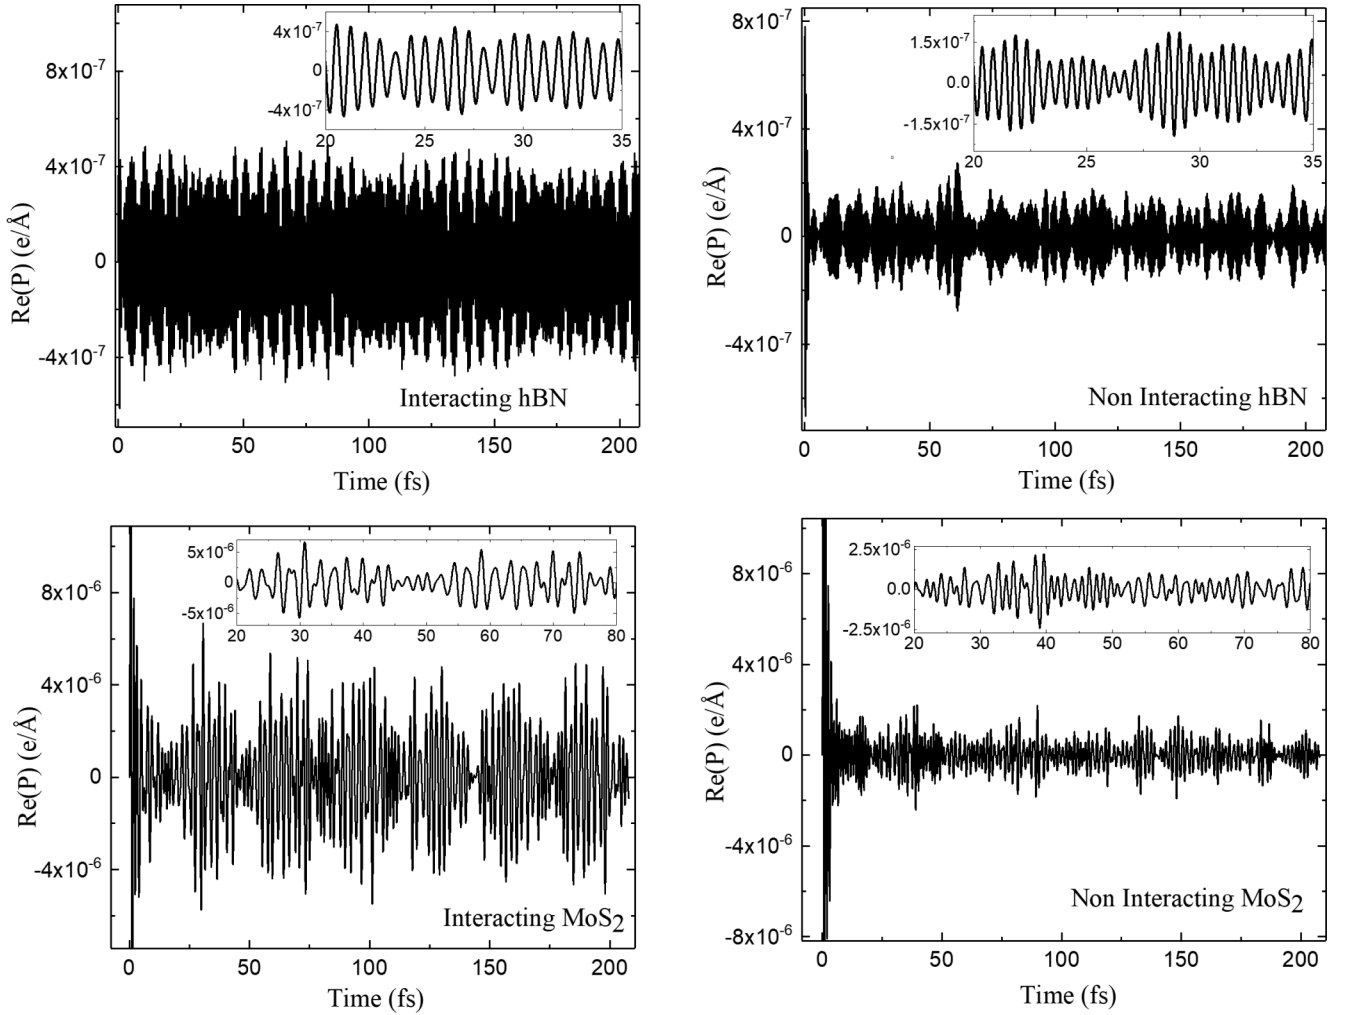 4x10-7
0
-4x10-7
20 25 30 35
8x10-7
4x10-7
0
-4x10-7
Re(P) (e/Å)
Interacting hBN
0 50 100 150 200
Time (fs)
1.5x10-7
0.0
-1.5x10-7
20 25 30 35
8x10-7
4x10-7
0
-4x10-7
Re(P) (e/Å)
Non Interacting hBN
0 50 100 150 200
Time (fs)
5x10-6
0
-5x10-6
20 30 40 50 60 70 80
8x10-6
4x10-6
0
-4x10-6
Re(P) (e/Å)
Interacting MoS2
0 50 100 150 200
Time (fs)
2.5x10-6
0.0
-2.5x10-6
20 30 40 50 60 70 80
8x10-6
4x10-6
0
-4x10-6
-8x10-6
Re(P) (e/Å)
Non Interacting MoS2
0 50 100 150 200
Time (fs)